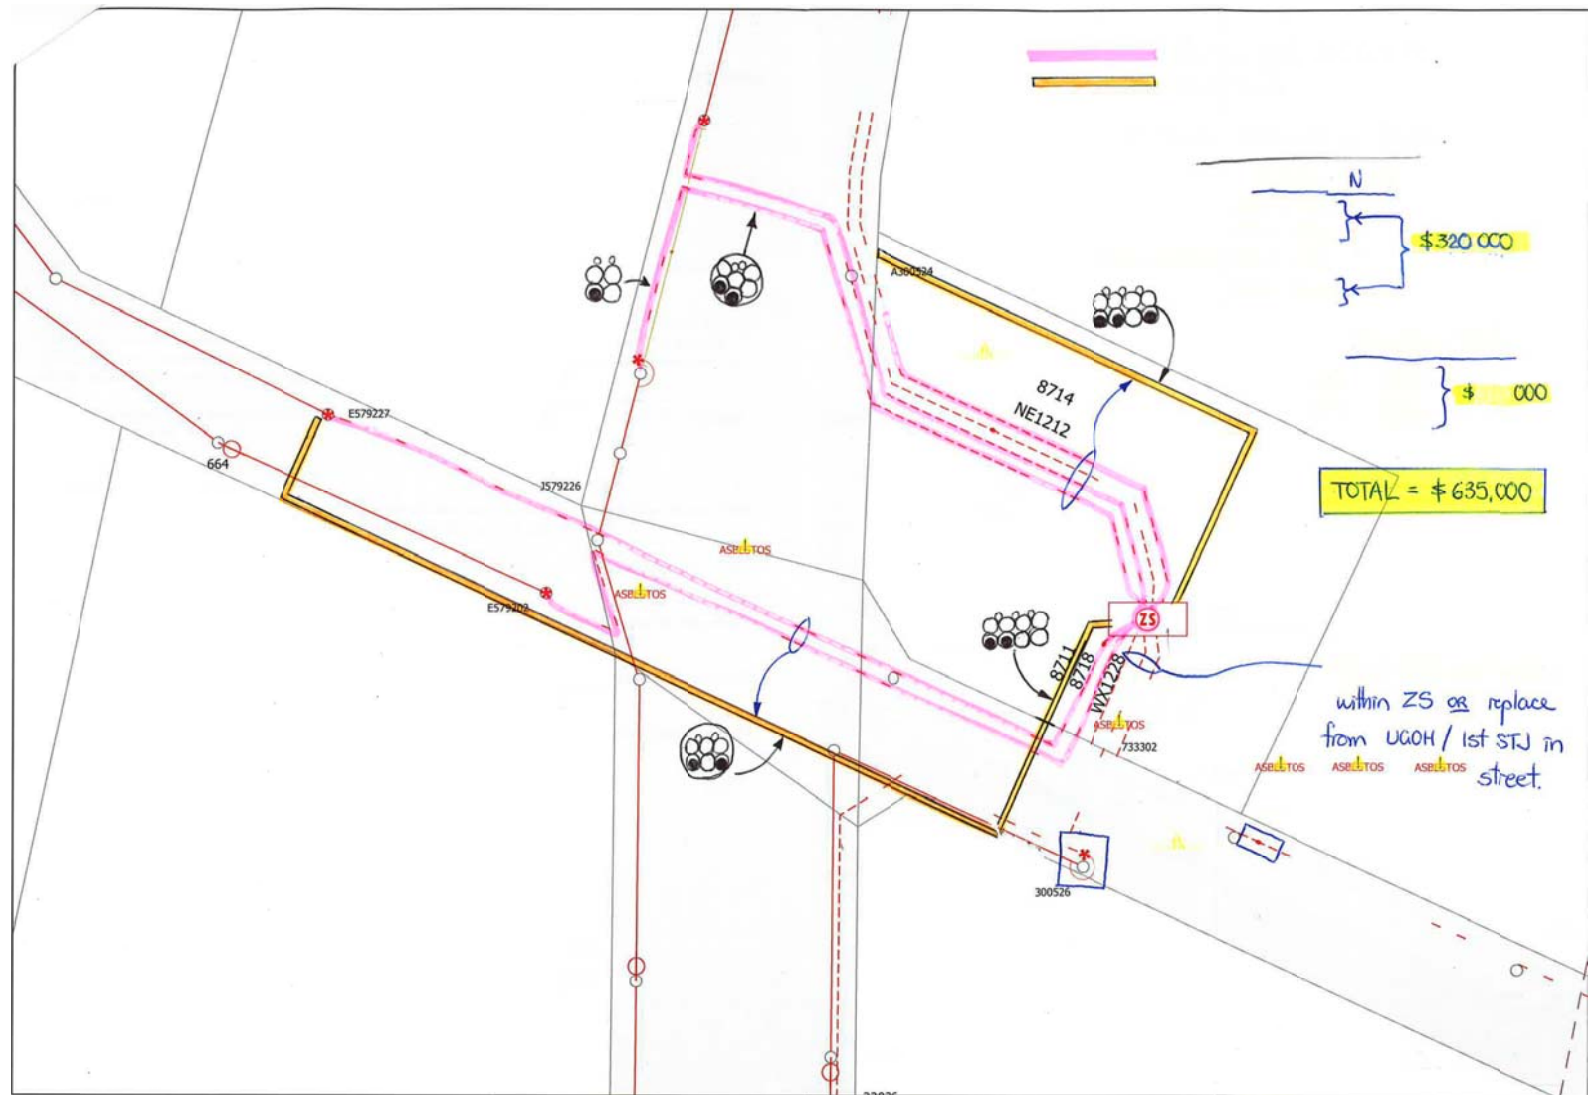 N
$320 000
$ 000
TOTAL = $635,000
A300524
8714
NE1212
E579227
664
J579226
ASBESTOS
ASBESTOS
E579202
ZS
8711
8718
WX1228
ASBESTOS
733302
within ZS OR replace
from UGOH / 1st STJ in
street.
ASBESTOS
ASBESTOS
ASBESTOS
300526